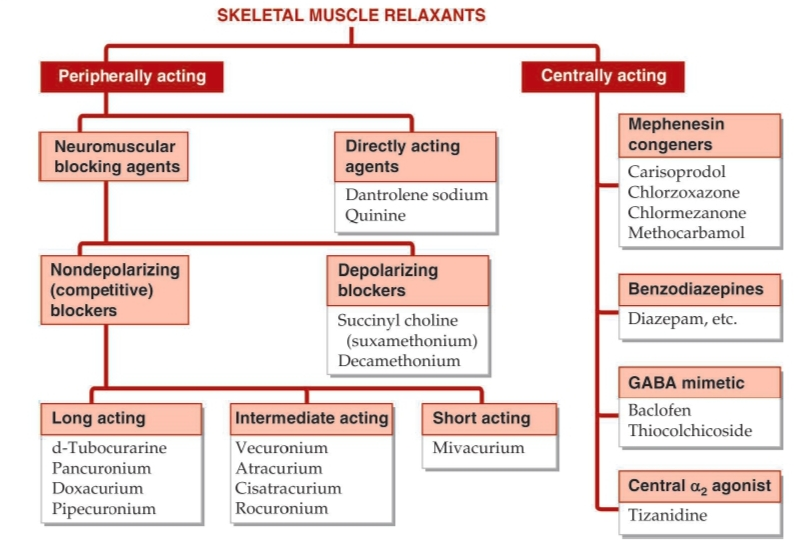 SKELETAL MUSCLE RELAXANTS
Peripherally acting
Centrally acting
Neuromuscular
blocking agents
Directly acting
agents
Dantrolene sodium
Quinine
Nondepolarizing
(competitive)
blockers
Depolarizing
blockers
Succinyl choline
(suxamethonium)
Decamethonium
Long acting
d-Tubocurarine
Pancuronium
Doxacurium
Pipecuronium
Intermediate acting
Vecuronium
Atracurium
Cisatracurium
Rocuronium
Short acting
Mivacurium
Mephenesin
congeners
Carisoprodol
Chlorzoxazone
Chlormezanone
Methocarbamol
Benzodiazepines
Diazepam, etc.
GABA mimetic
Baclofen
Thiocolchicoside
Central α₂ agonist
Tizanidine